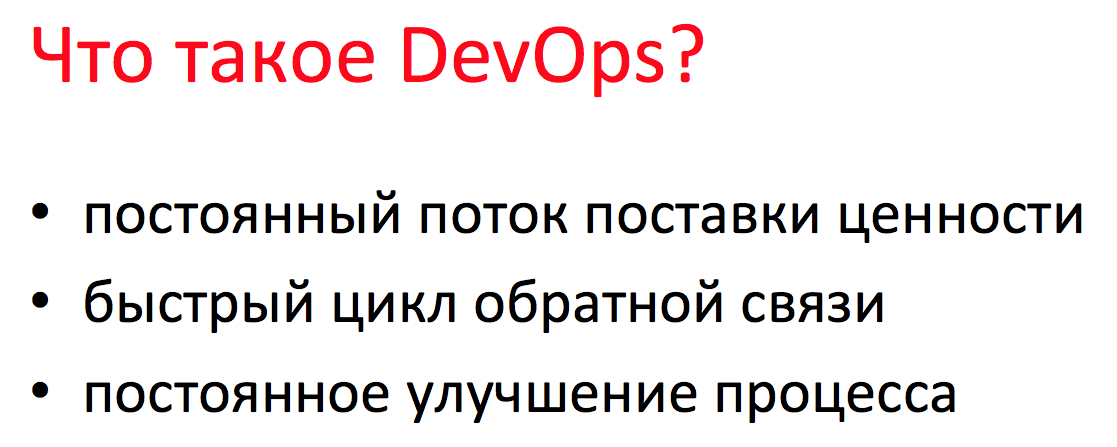 Что такое DevOps?
• постоянный поток поставки ценности
• быстрый цикл обратной связи
• постоянное улучшение процесса